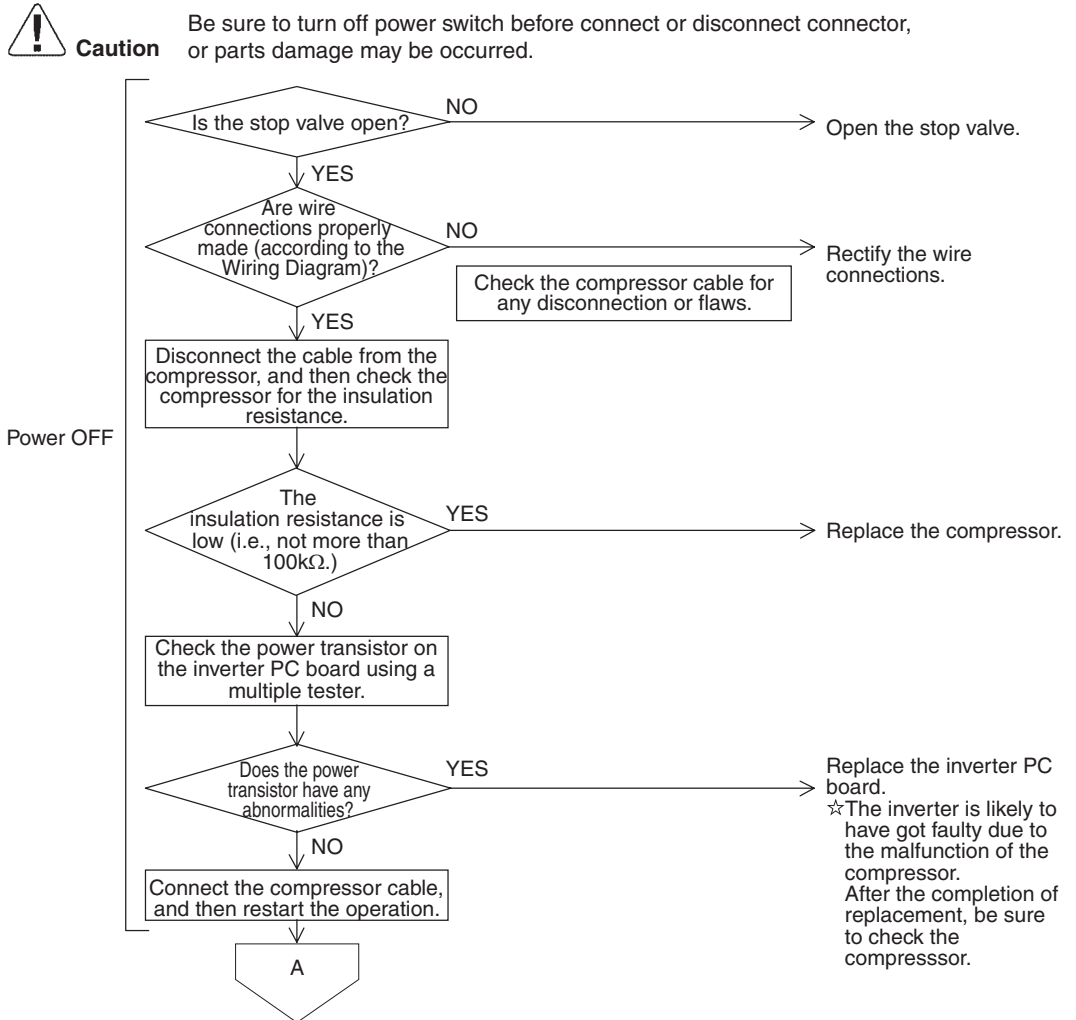 Caution
Be sure to turn off power switch before connect or disconnect connector,
or parts damage may be occurred.
Is the stop valve open?
NO
Open the stop valve.
YES
Are wire
connections properly
made (according to the
Wiring Diagram)?
NO
Rectify the wire
connections.
Check the compressor cable for
any disconnection or flaws.
YES
Disconnect the cable from the
compressor, and then check the
compressor for the insulation
resistance.
Power OFF
The
insulation resistance is
low (i.e., not more than
100kΩ.)
YES
Replace the compressor.
NO
Check the power transistor on
the inverter PC board using a
multiple tester.
Does the power
transistor have any
abnormalities?
YES
Replace the inverter PC
board.
☆The inverter is likely to
have got faulty due to
the malfunction of the
compressor.
After the completion of
replacement, be sure
to check the
compresssor.
NO
Connect the compressor cable,
and then restart the operation.
A